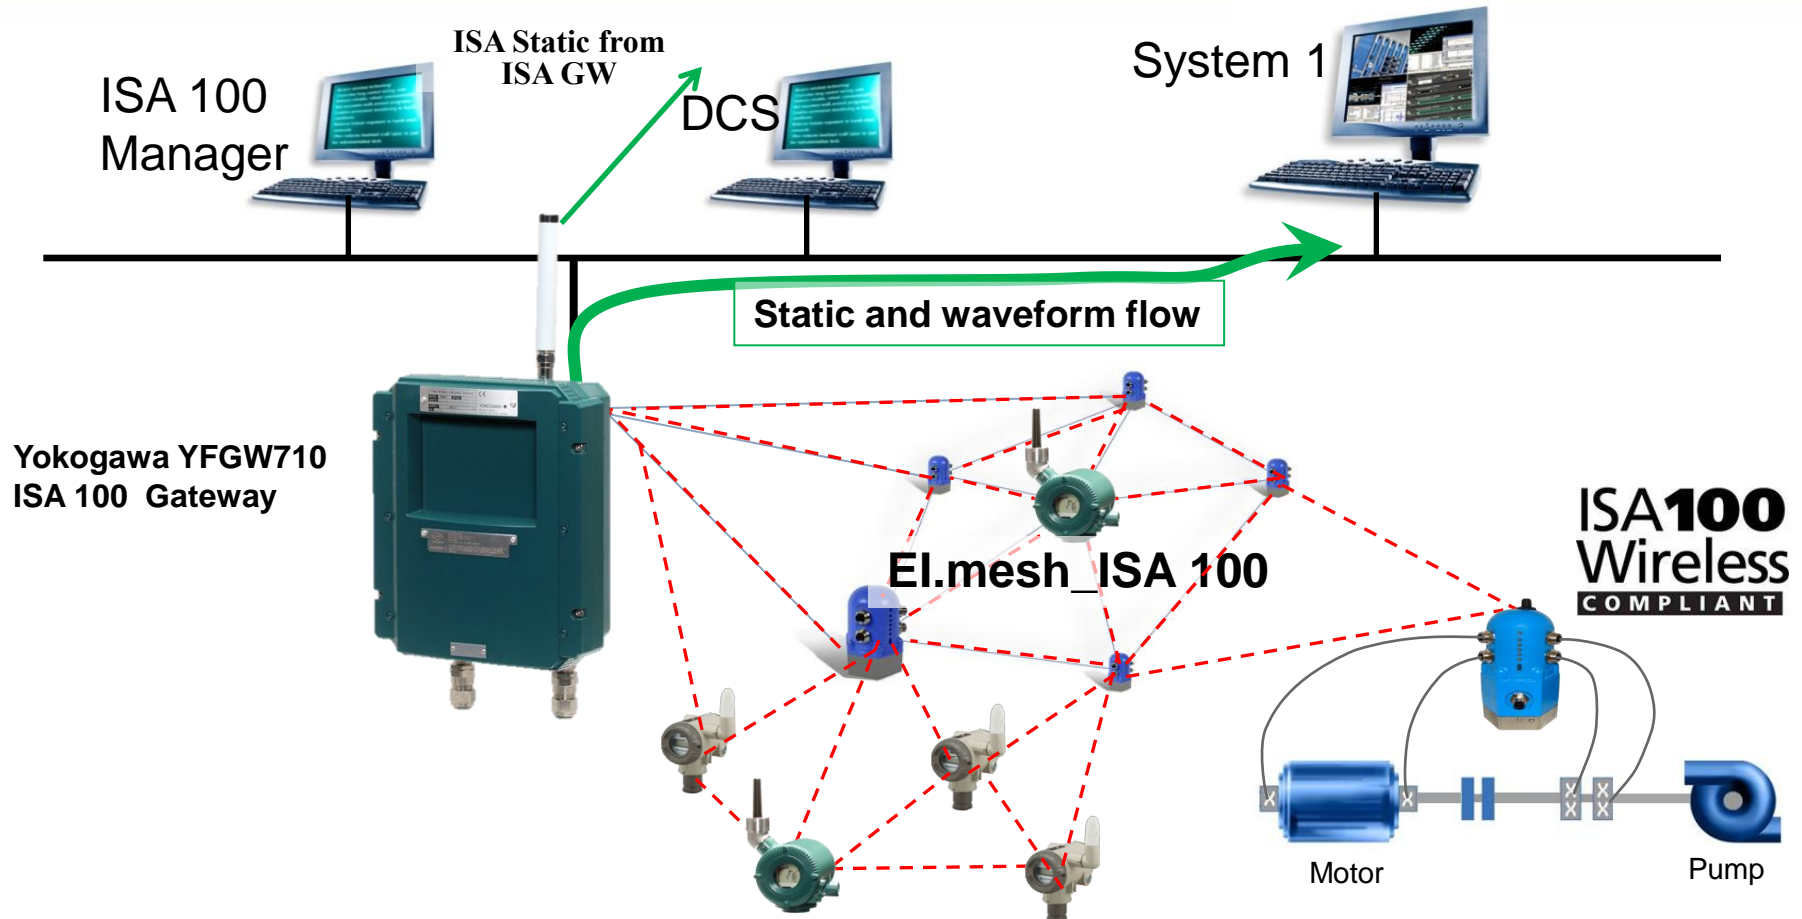 ISA Static from
ISA GW
ISA 100
Manager
DCS
System 1
Static and waveform flow
Yokogawa YFGW710
ISA 100 Gateway
EI.mesh_ISA 100
ISA100
Wireless
COMPLIANT
Motor
Pump